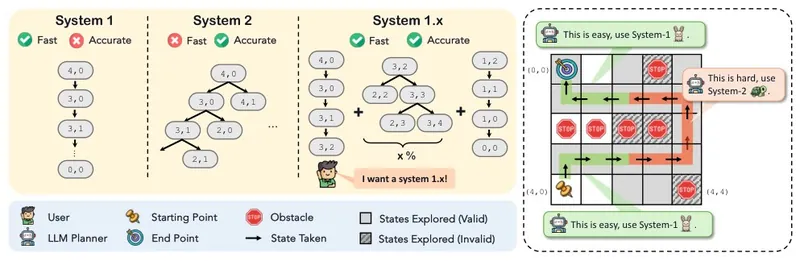 System 1
Fast Accurate
4,0
3,0
3,1
...
0,0
System 2
Fast Accurate
4,0
3,0 4,1
3,1 2,0 ...
2,1
System 1.x
Fast Accurate
4,0
3,0
3,1
3,2
+
3,2
2,2 3,3
2,3 3,4
x %
+
1,2
1,1
1,0
0,0
I want a system 1.x!
User
Starting Point
STOP
Obstacle
States Explored (Valid)
LLM Planner
End Point
State Taken
States Explored (Invalid)
This is easy, use System-1 .
(0,0)
STOP
This is hard, use
System-2 .
STOP STOP STOP STOP
(4,0)
STOP
(4,4)
This is easy, use System-1 .